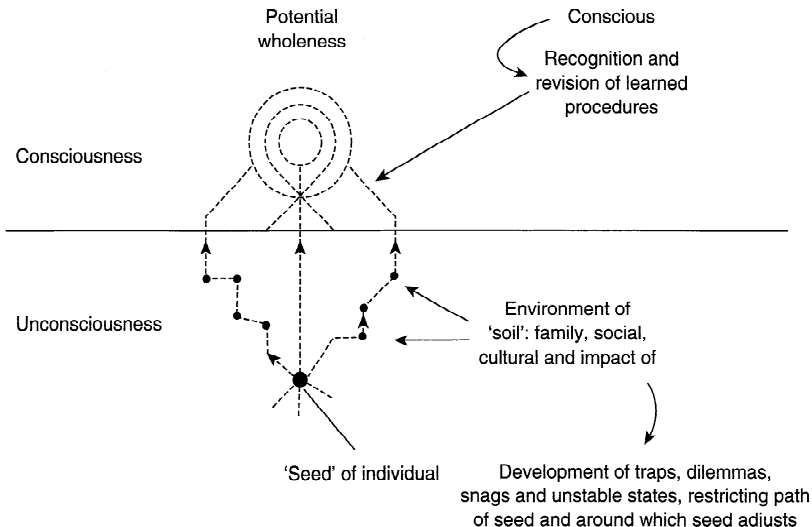 Potential
wholeness
Conscious
Recognition and
revision of learned
procedures
Consciousness
Unconsciousness
Environment of
‘soil’: family, social,
cultural and impact of
‘Seed’ of individual
Development of traps, dilemmas,
snags and unstable states, restricting path
of seed and around which seed adjusts